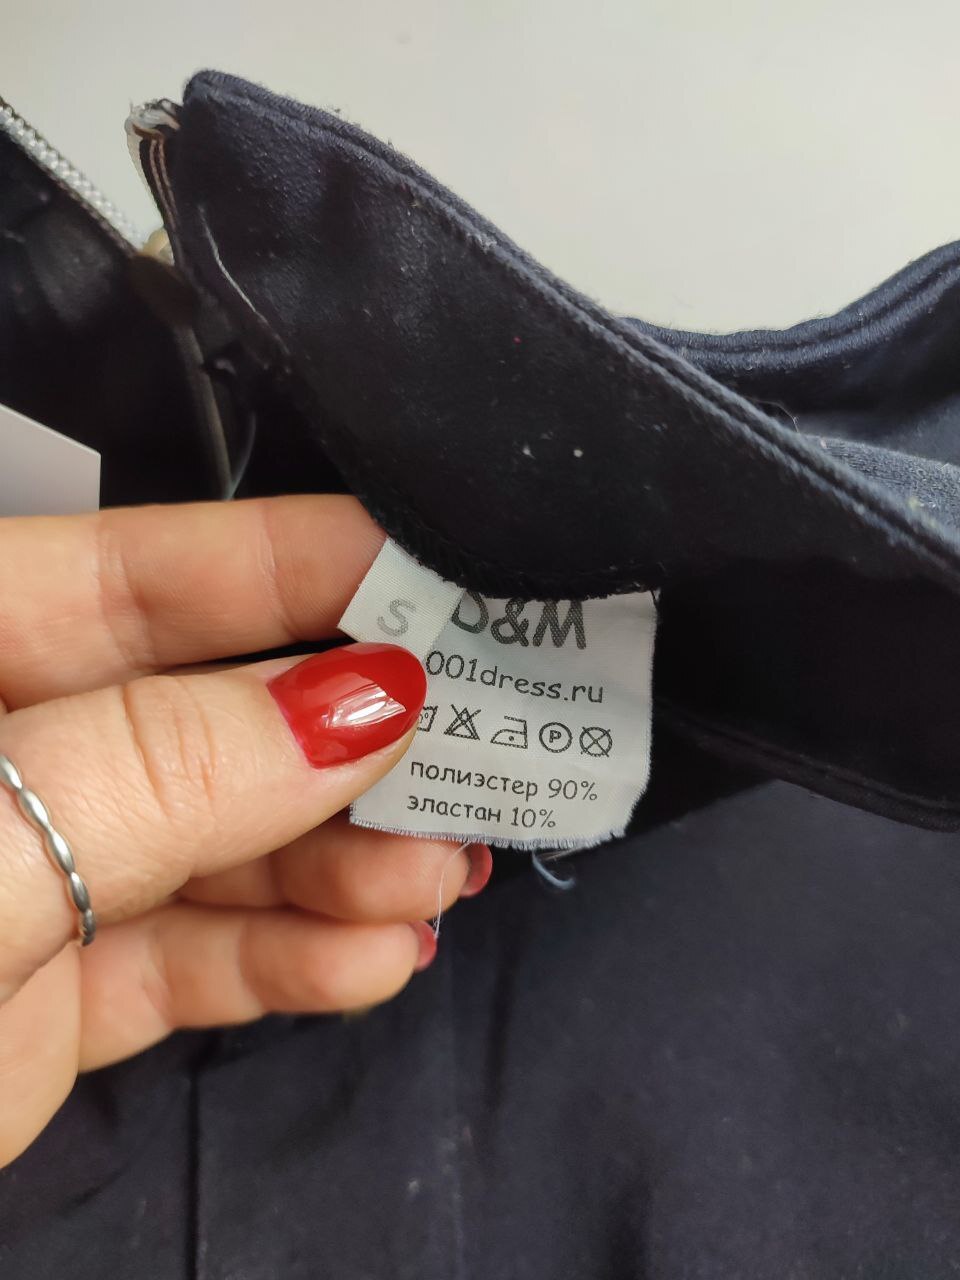 S
D&M
001dress.ru
P
полиэстер 90%
эластан 10%